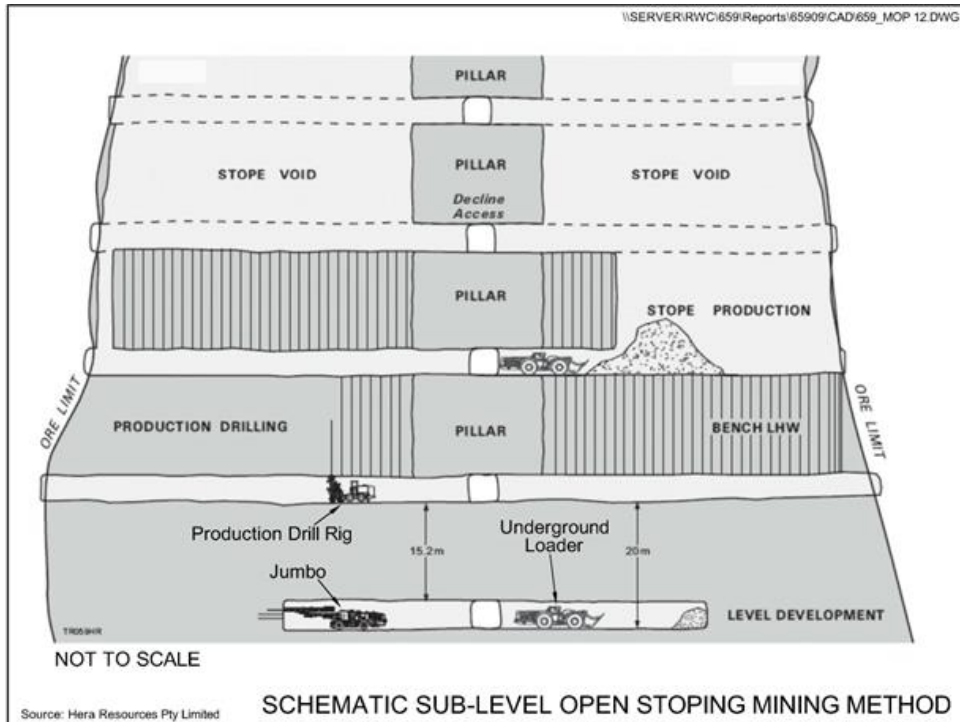 \\SERVER\RWC\659\Reports\65909\CAD\659_MOP 12.DWG
PILLAR
STOPE VOID
PILLAR
STOPE VOID
Decline
Access
PILLAR
STOPE PRODUCTION
ORE LIMIT
PRODUCTION DRILLING
PILLAR
BENCH LHW
ORE LIMIT
Production Drill Rig
15.2m
Underground
Loader
20m
Jumbo
LEVEL DEVELOPMENT
TR059HR
NOT TO SCALE
Source: Hera Resources Pty Limited
SCHEMATIC SUB-LEVEL OPEN STOPING MINING METHOD